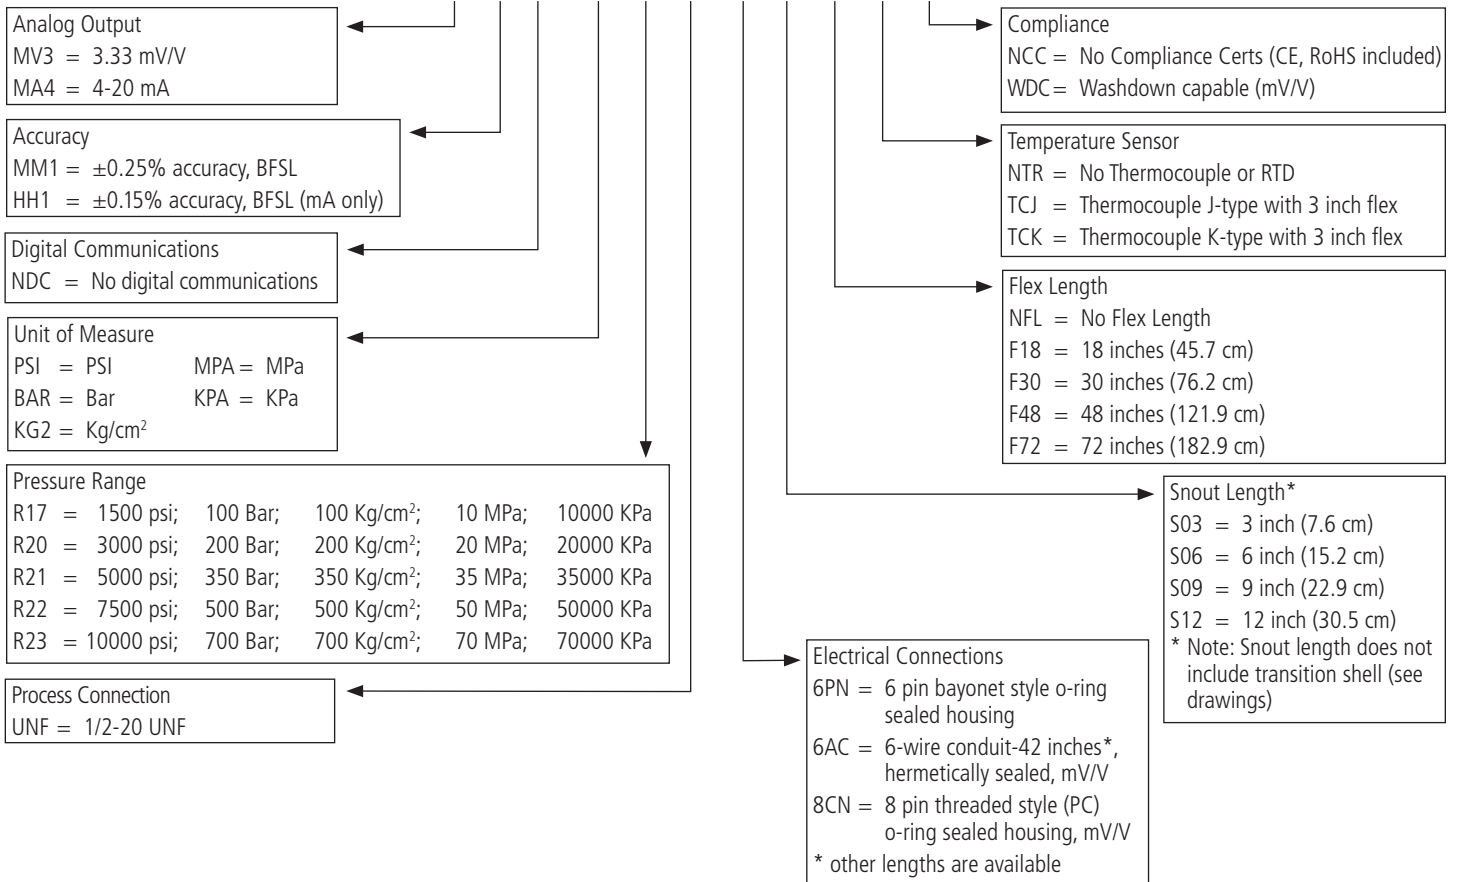 Analog Output
MV3 = 3.33 mV/V
MA4 = 4-20 mA
Accuracy
MM1 = ±0.25% accuracy, BFSL
HH1 = ±0.15% accuracy, BFSL (mA only)
Digital Communications
NDC = No digital communications
Unit of Measure
PSI = PSI MPA = MPa
BAR = Bar KPA = KPa
KG2 = Kg/cm²
Pressure Range
R17 = 1500 psi; 100 Bar; 100 Kg/cm²; 10 MPa; 10000 KPa
R20 = 3000 psi; 200 Bar; 200 Kg/cm²; 20 MPa; 20000 KPa
R21 = 5000 psi; 350 Bar; 350 Kg/cm²; 35 MPa; 35000 KPa
R22 = 7500 psi; 500 Bar; 500 Kg/cm²; 50 MPa; 50000 KPa
R23 = 10000 psi; 700 Bar; 700 Kg/cm²; 70 MPa; 70000 KPa
Process Connection
UNF = 1/2-20 UNF
Compliance
NCC = No Compliance Certs (CE, RoHS included)
WDC = Washdown capable (mV/V)
Temperature Sensor
NTR = No Thermocouple or RTD
TCJ = Thermocouple J-type with 3 inch flex
TCK = Thermocouple K-type with 3 inch flex
Flex Length
NFL = No Flex Length
F18 = 18 inches (45.7 cm)
F30 = 30 inches (76.2 cm)
F48 = 48 inches (121.9 cm)
F72 = 72 inches (182.9 cm)
Snout Length*
S03 = 3 inch (7.6 cm)
S06 = 6 inch (15.2 cm)
S09 = 9 inch (22.9 cm)
S12 = 12 inch (30.5 cm)
* Note: Snout length does not
include transition shell (see
drawings)
Electrical Connections
6PN = 6 pin bayonet style o-ring
sealed housing
6AC = 6-wire conduit-42 inches*,
hermetically sealed, mV/V
8CN = 8 pin threaded style (PC)
o-ring sealed housing, mV/V
* other lengths are available